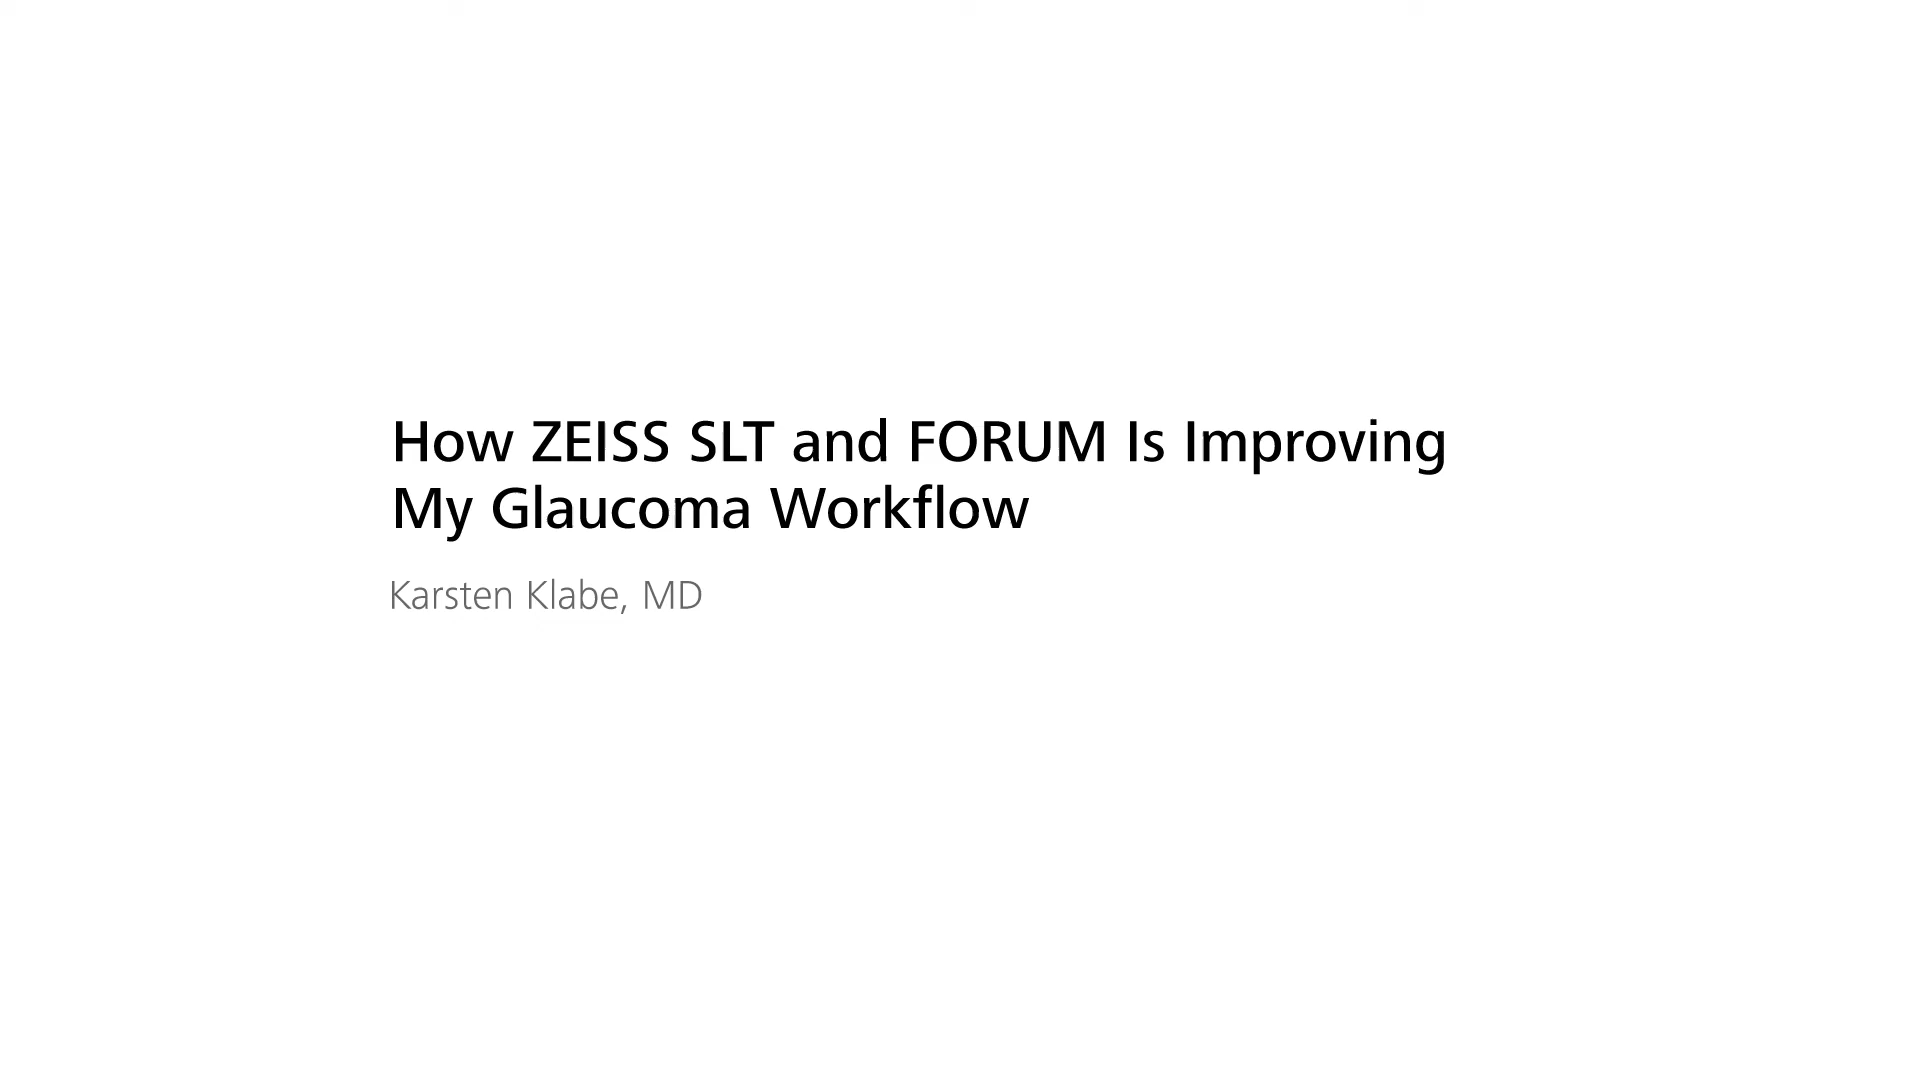 How ZEISS SLT and FORUM Is Improving
My Glaucoma Workflow
Karsten Klabe, MD